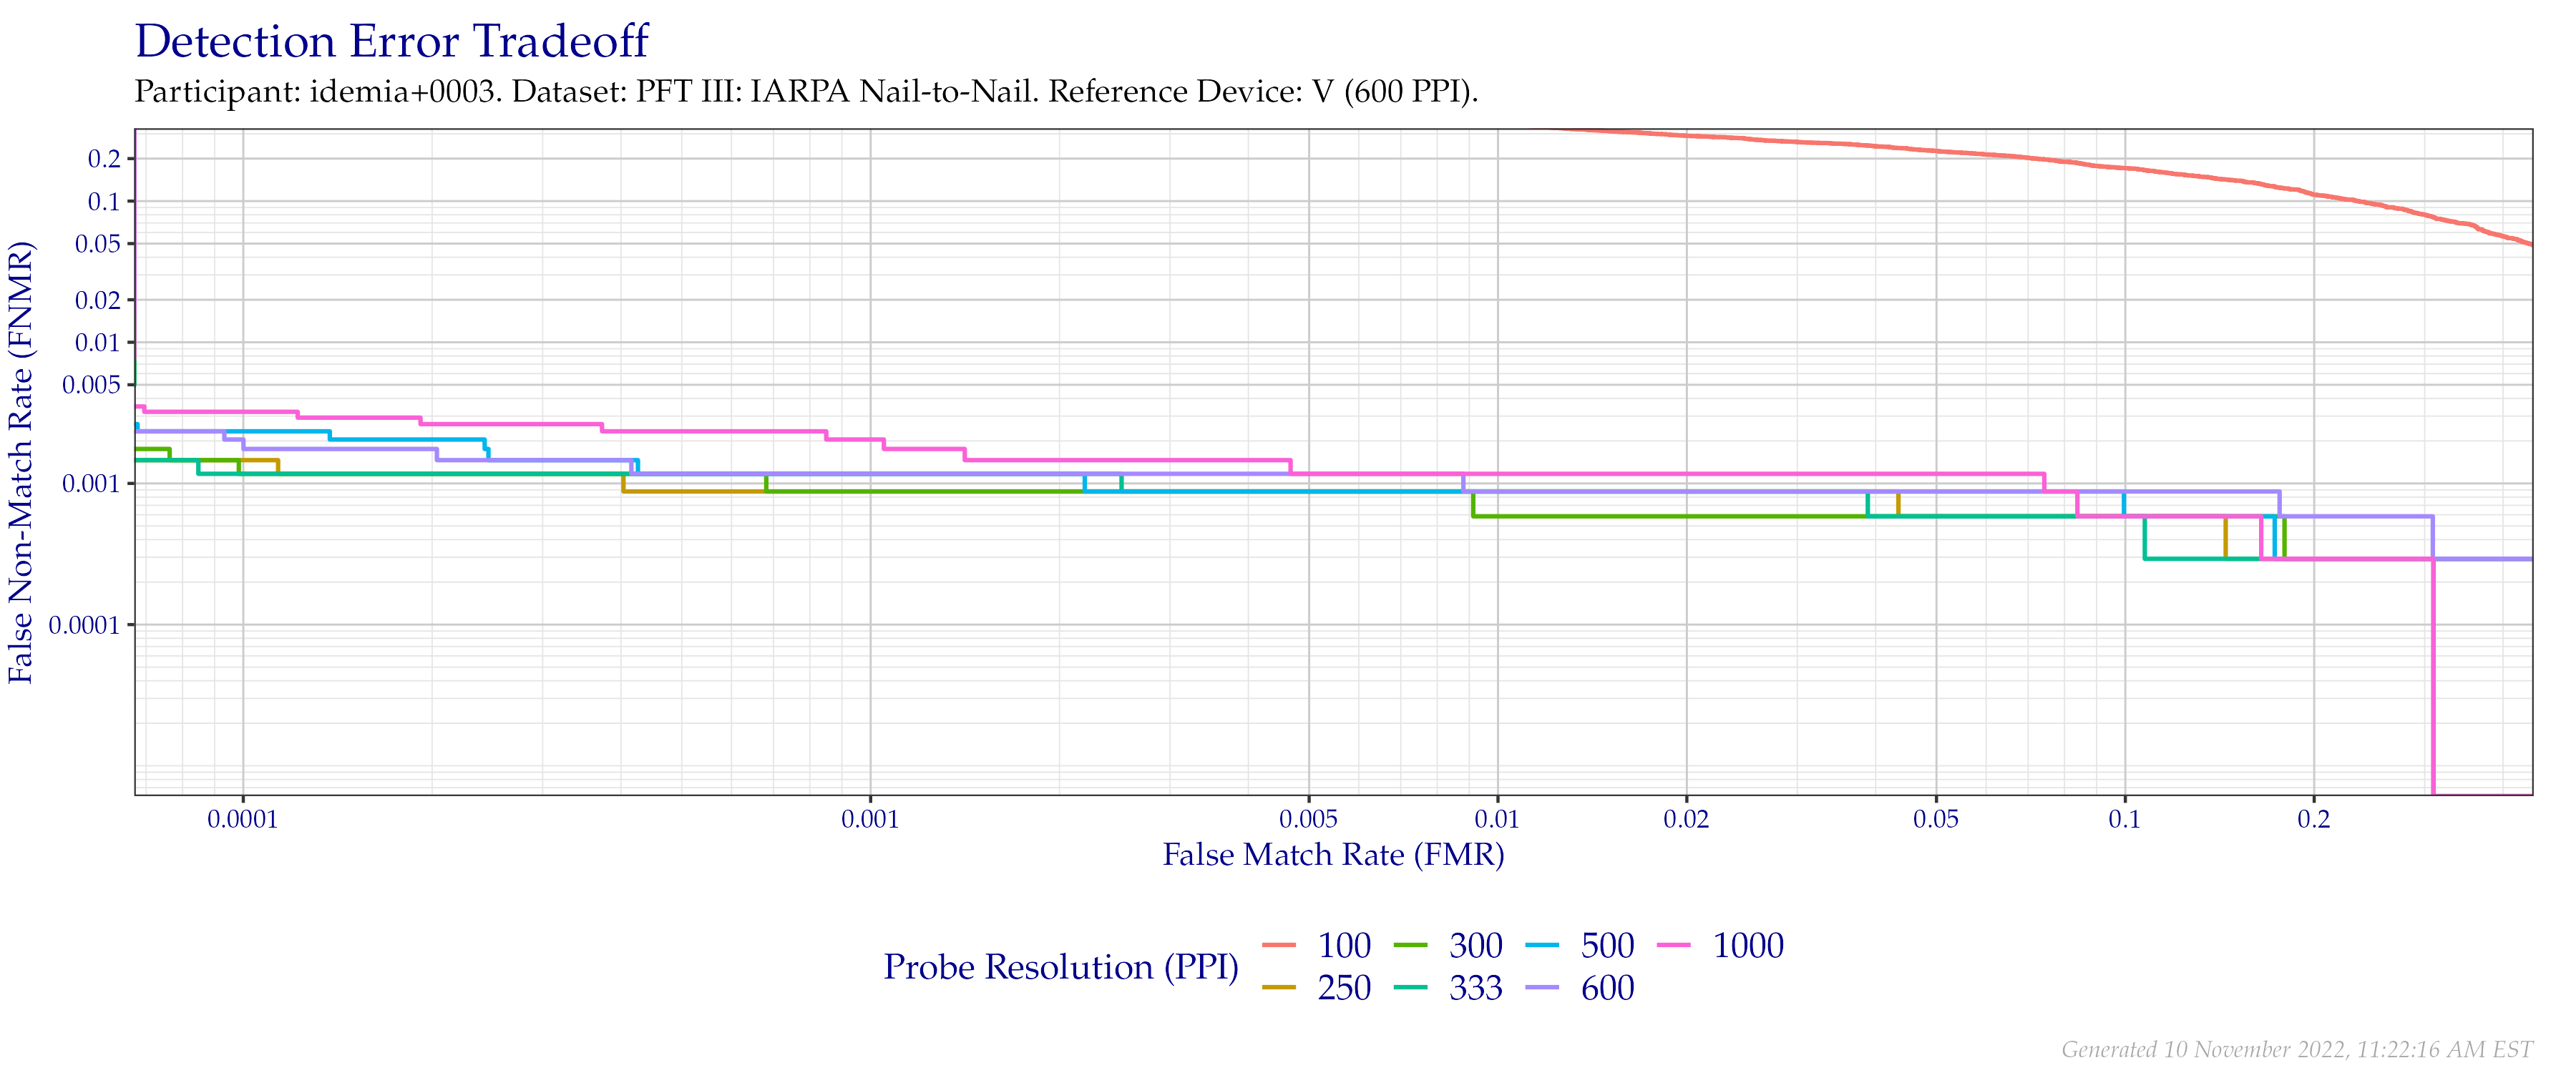 Detection Error Tradeoff
Participant: idemia+0003. Dataset: PFT III: IARPA Nail-to-Nail. Reference Device: V (600 PPI).
False Non-Match Rate (FNMR)
0.2
0.1
0.05
0.02
0.01
0.005
0.001
0.0001
0.0001 0.001 0.005 0.01 0.02 0.05 0.1 0.2
False Match Rate (FMR)
Probe Resolution (PPI)
100 300 500 1000
250 333 600
Generated 10 November 2022, 11:22:16 AM EST